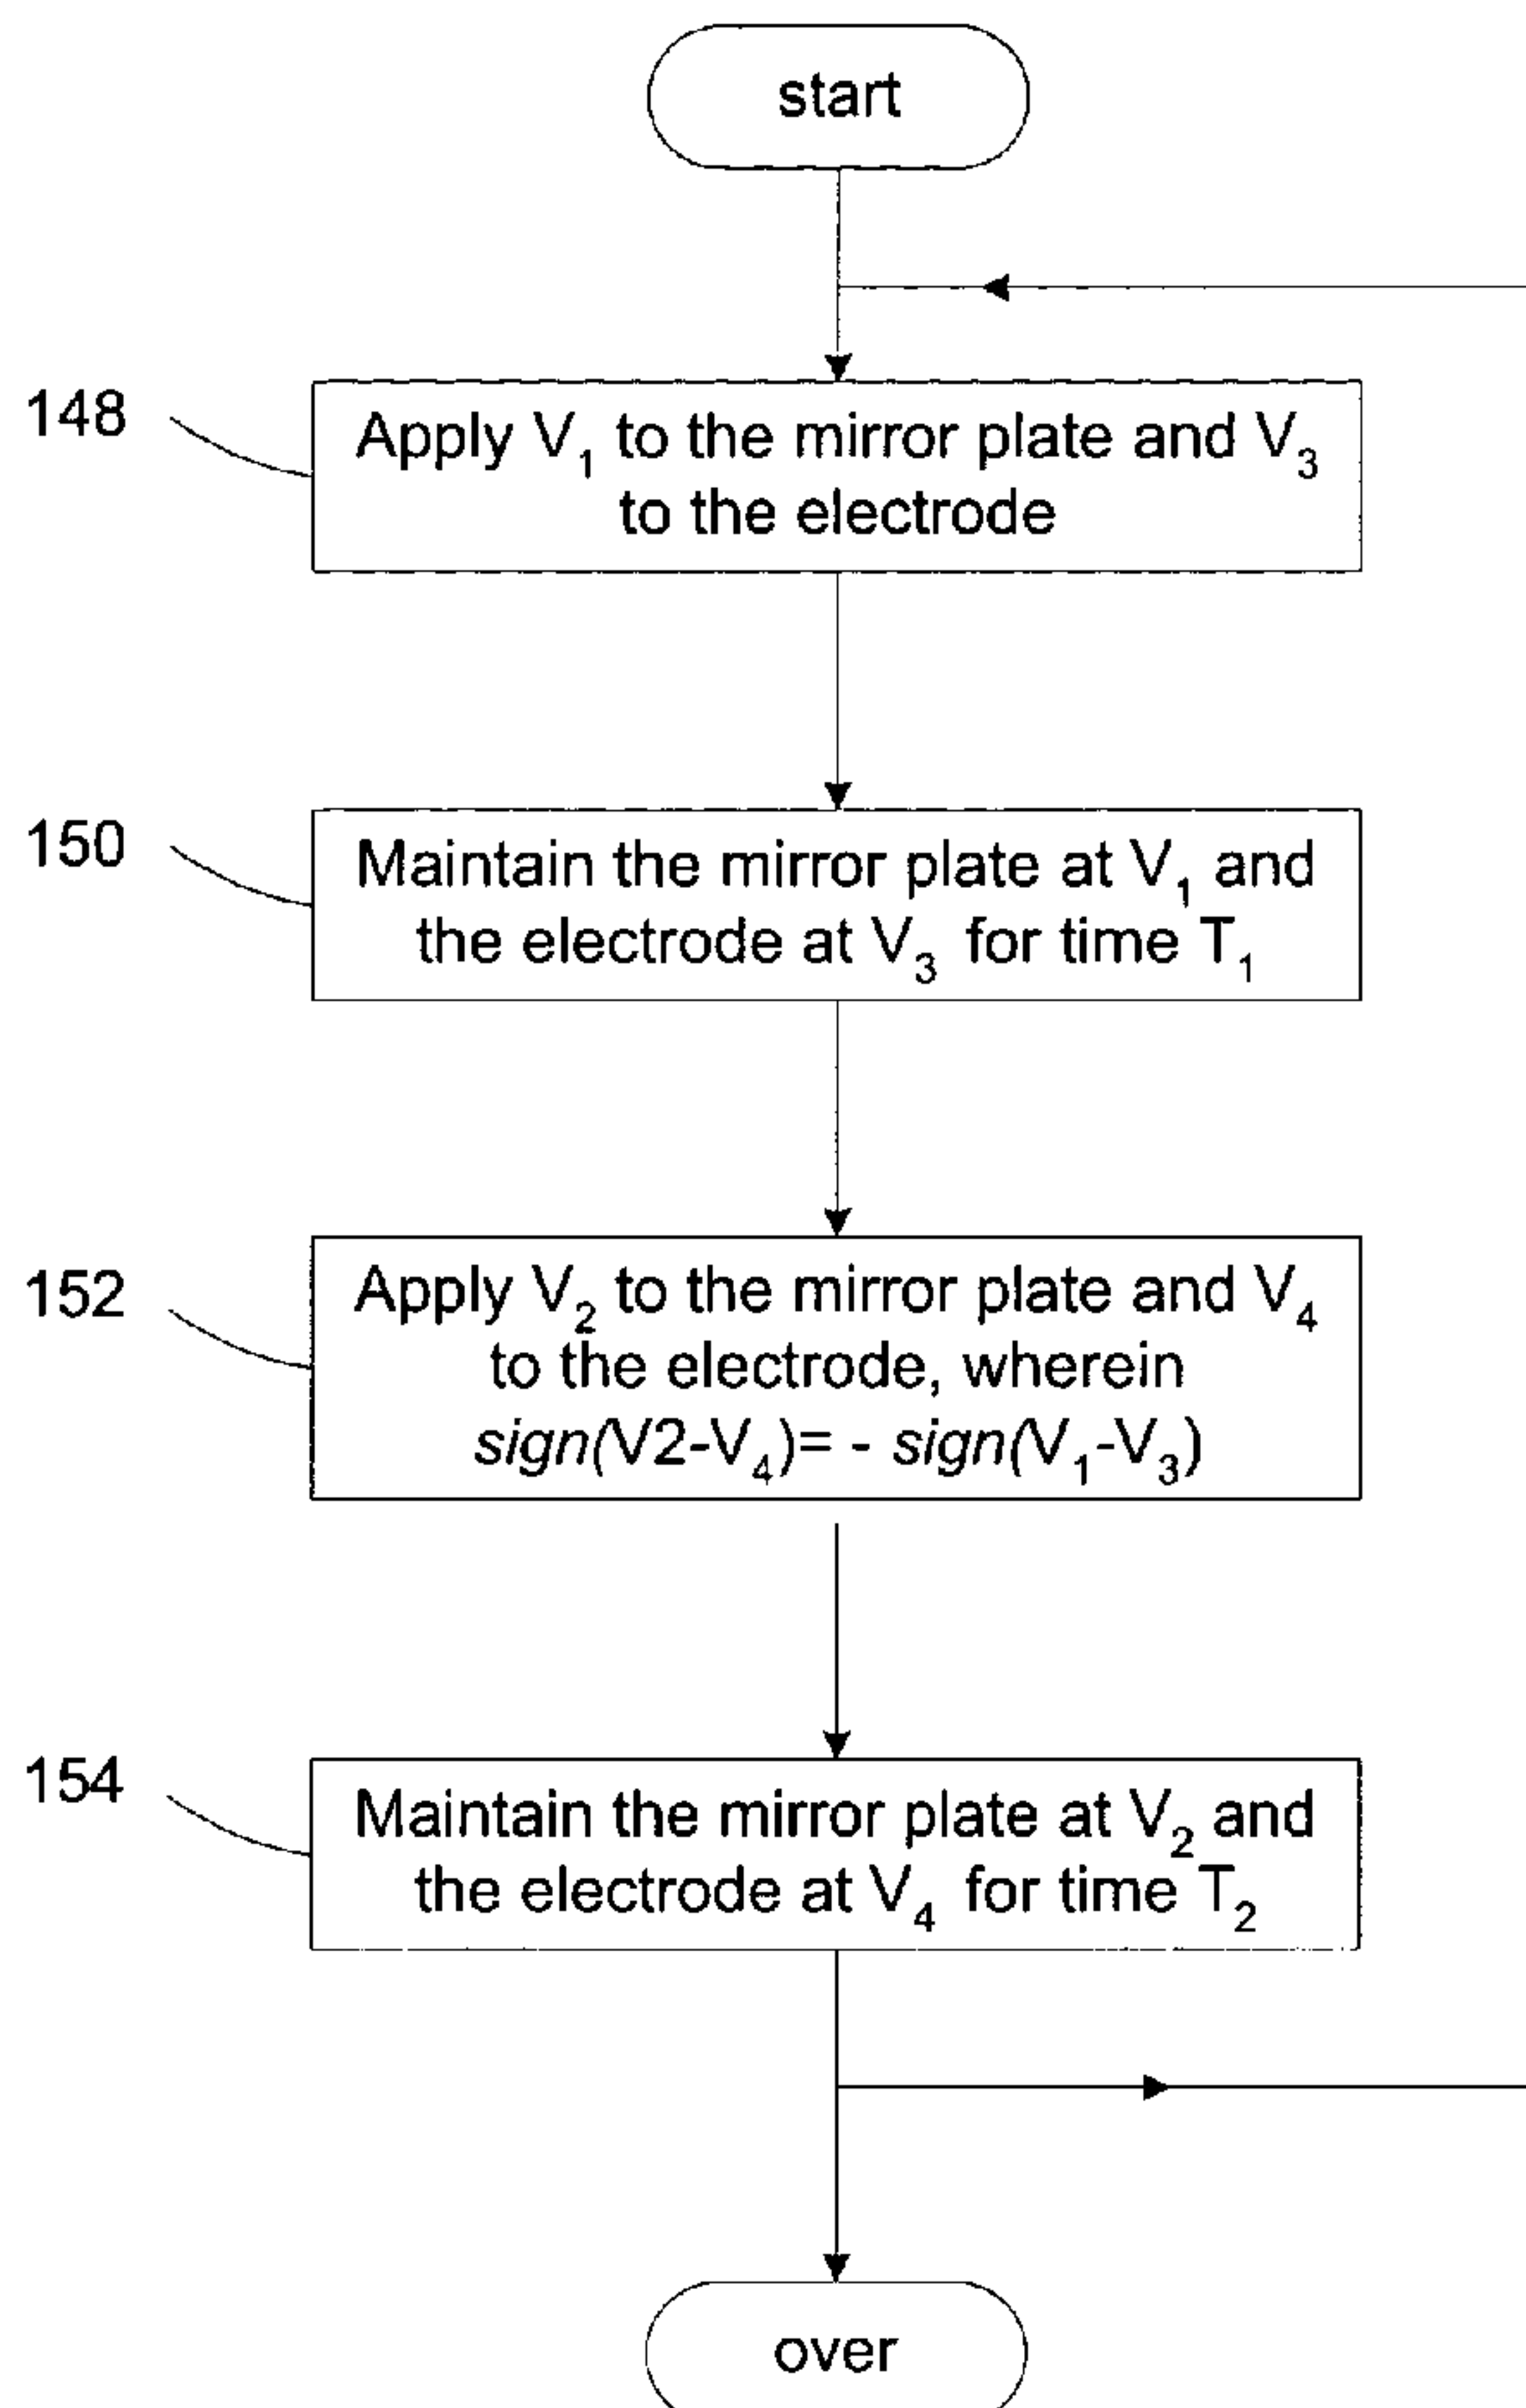 start
148
Apply V₁ to the mirror plate and V₃
to the electrode
150
Maintain the mirror plate at V₁ and
the electrode at V₃ for time T₁
152
Apply V₂ to the mirror plate and V₄
to the electrode, wherein
sign(V2-V₄)= - sign(V₁-V₃)
154
Maintain the mirror plate at V₂ and
the electrode at V₄ for time T₂
over